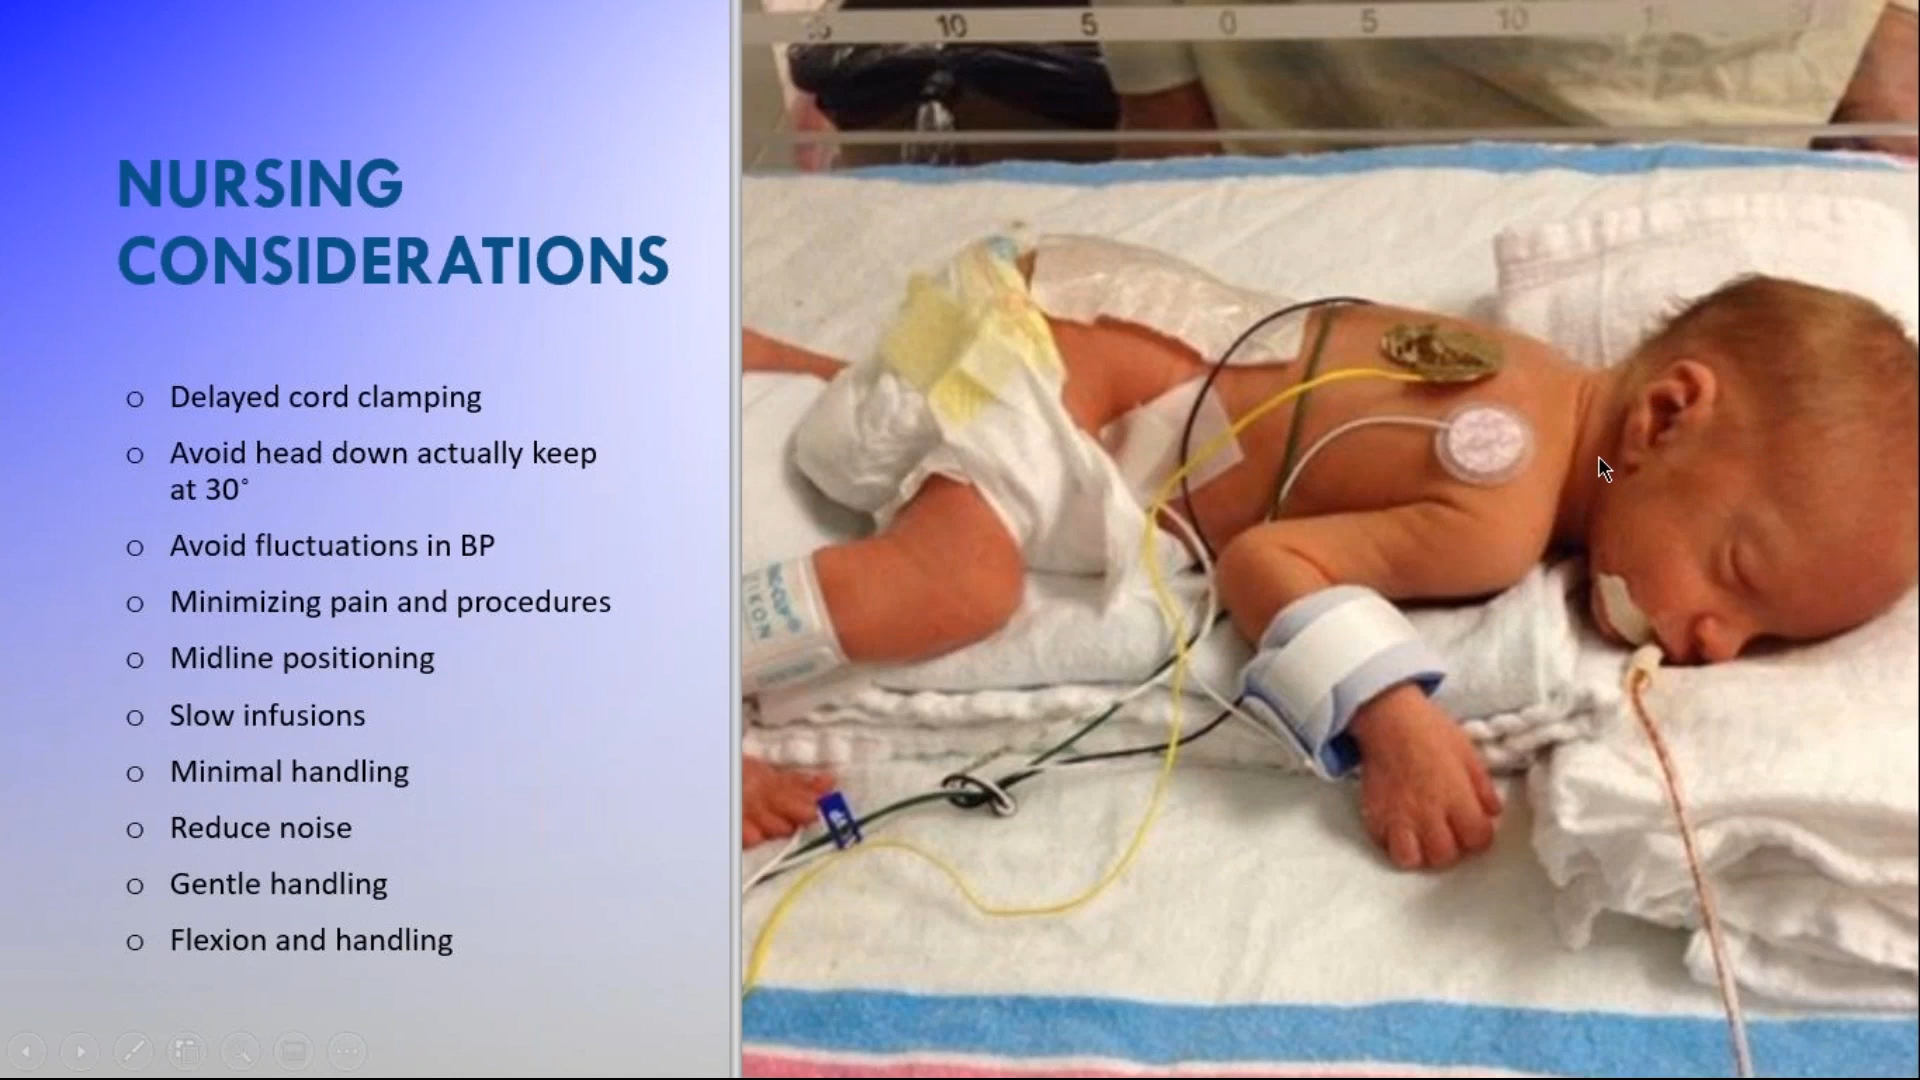 10 5 0 5 10
NURSING
CONSIDERATIONS
○ Delayed cord clamping
○ Avoid head down actually keep
at 30°
○ Avoid fluctuations in BP
○ Minimizing pain and procedures
○ Midline positioning
○ Slow infusions
○ Minimal handling
○ Reduce noise
○ Gentle handling
○ Flexion and handling